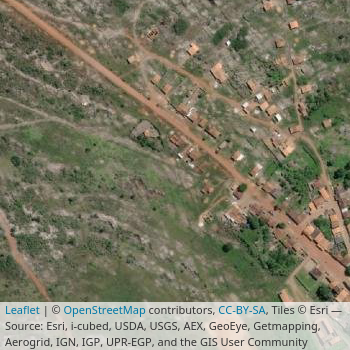 Leaflet | © OpenStreetMap contributors, CC-BY-SA, Tiles © Esri —
Source: Esri, i-cubed, USDA, USGS, AEX, GeoEye, Getmapping,
Aerogrid, IGN, IGP, UPR-EGP, and the GIS User Community